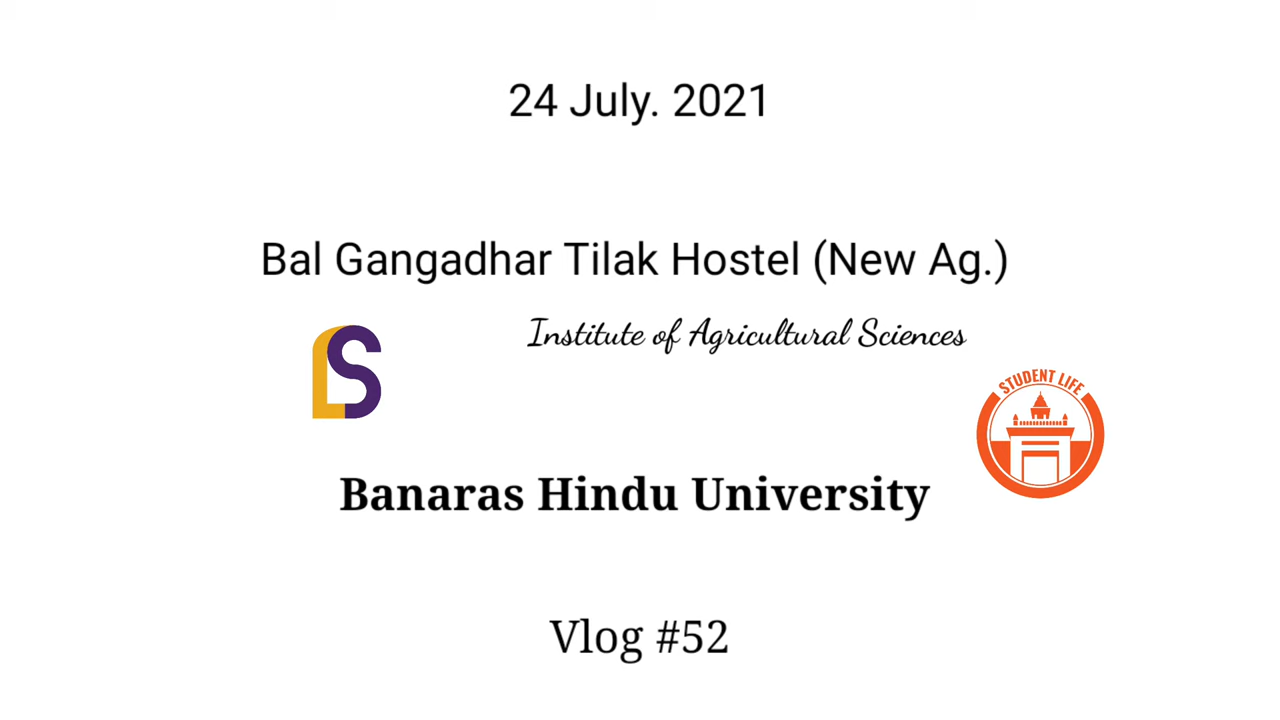 24 July. 2021
Bal Gangadhar Tilak Hostel (New Ag.)
Institute of Agricultural Sciences
LS
STUDENT LIFE
Banaras Hindu University
Vlog #52